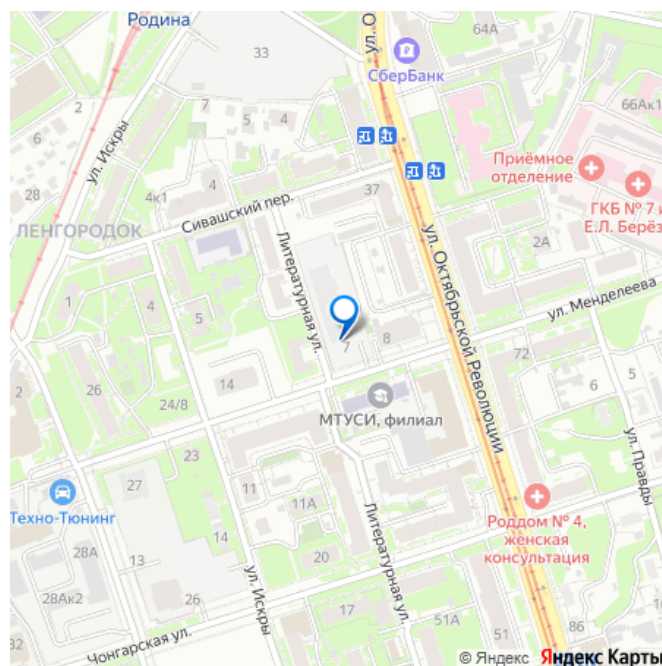 Родина
33
ул. О
64А
СберБанк
66Ак1
2
7
5
5
6
ул. Искры
28
4к1
4
4
Приёмное
отделение
ГКБ № 7 и
Е.Л. Берёз
Сивашский пер.
37
ЛЕНГОРОДОК
Литературная ул.
ул. Октябрьской Революции
2А
ул. Менделеева
1
4
5
7
8
72
26
14
24/8
2
6
5
МТУСИ, филиал
ул. Правды
23
27
Техно-Тюнинг
11
11А
Роддом № 4,
женская
консультация
28А
13
14
20
Литературная ул.
28Ак2
26
ул. Искры
17
51А
51
86
32
Чонгарская ул.
© Яндекс Яндекс Карты